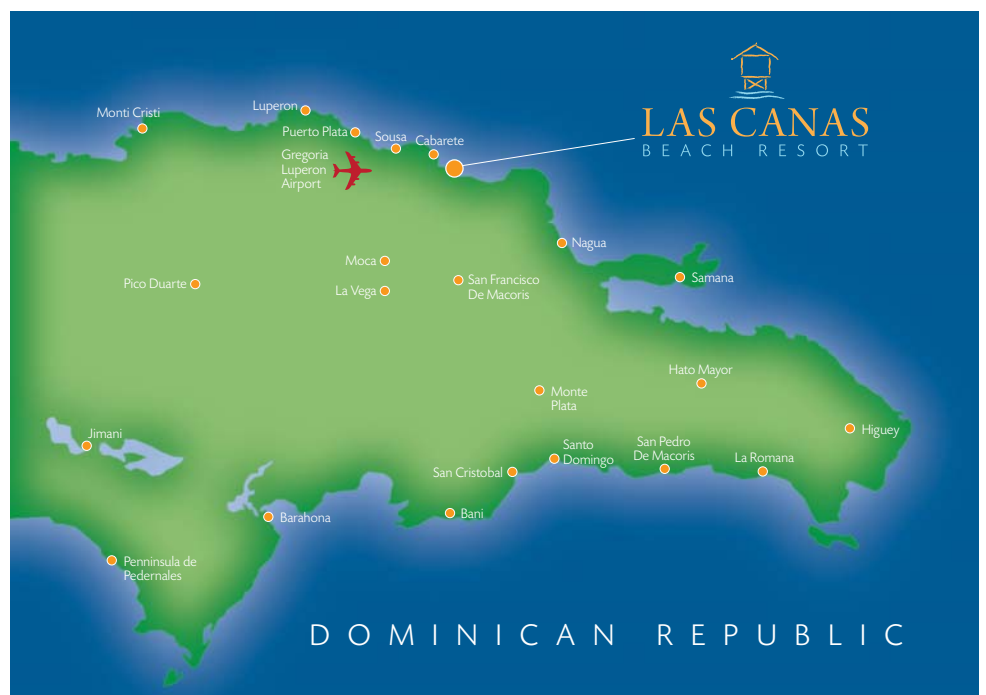 LAS CANAS
BEACH RESORT
Monti Cristi
Luperon
Puerto Plata
Sousa
Cabarete
Gregoria
Luperon
Airport
Nagua
Samana
Moca
Pico Duarte
La Vega
San Francisco
De Macoris
Hato Mayor
Monte
Plata
Higuey
Jimani
Santo
Domingo
San Pedro
De Macoris
La Romana
San Cristobal
Bani
Barahona
Penninsula de
Pedernales
DOMINICAN REPUBLIC